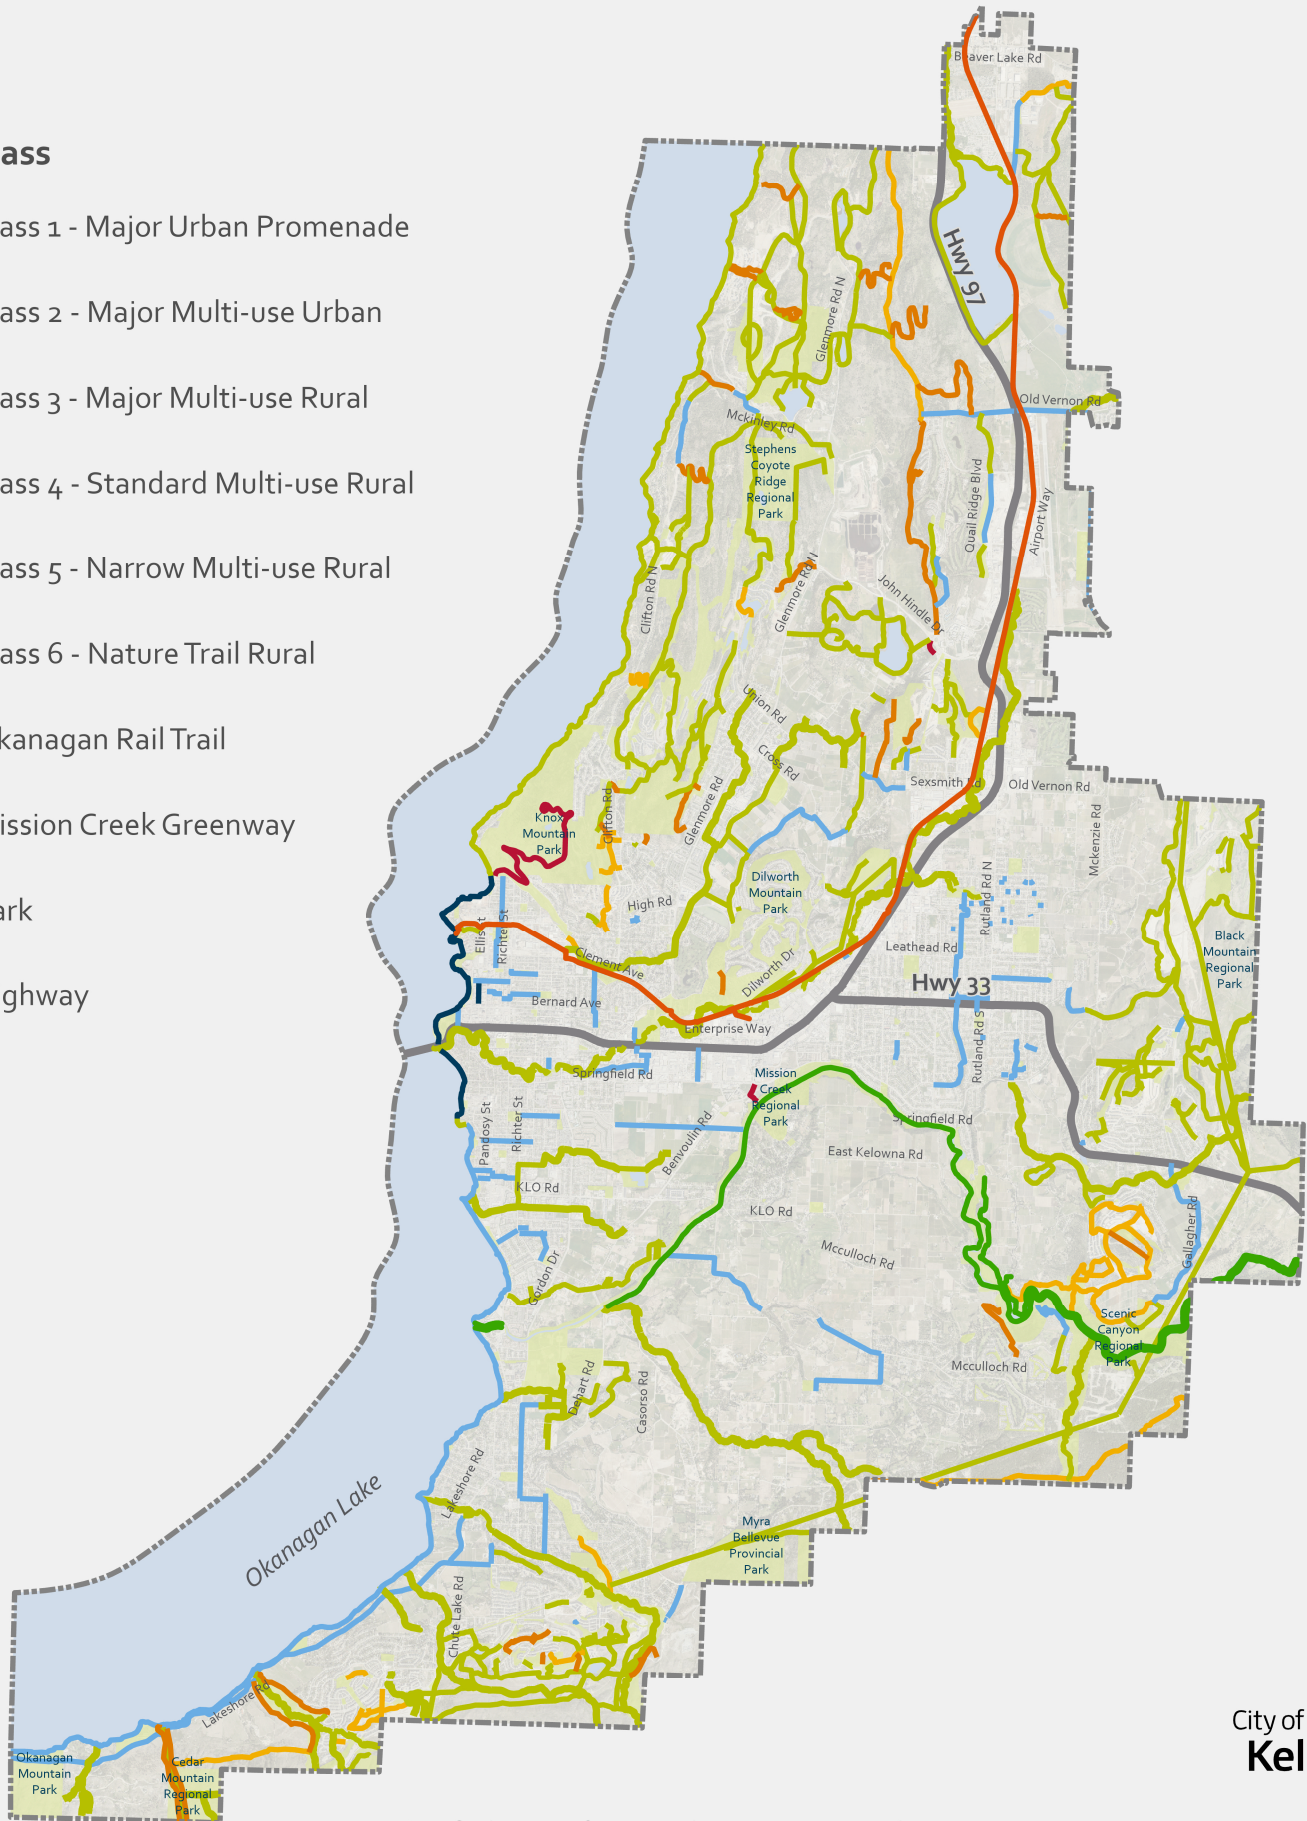 ass
ass 1 - Major Urban Promenade
ass 2 - Major Multi-use Urban
ass 3 - Major Multi-use Rural
ass 4 - Standard Multi-use Rural
ass 5 - Narrow Multi-use Rural
ass 6 - Nature Trail Rural
kanagan Rail Trail
ission Creek Greenway
ark
ghway
Beaver Lake Rd
Hwy 97
Glenmore Rd N
Old Vernon Rd
Mckinley Rd
Stephens
Coyote
Ridge
Regional
Park
Quail Ridge Blvd
Airport Way
Clifton Rd N
Glenmore Rd N
John Hindle Dr
Union Rd
Cross Rd
Sexsmith Rd
Old Vernon Rd
Knox
Mountain
Park
Clifton Rd
Glenmore Rd
Mckenzie Rd
Dilworth
Mountain
Park
High Rd
Rutland Rd N
Ellis St
Richter St
Leathead Rd
Black
Mountain
Regional
Park
Clement Ave
Dilworth Dr
Hwy 33
Bernard Ave
Enterprise Way
Rutland Rd S
Springfield Rd
Mission
Creek
Regional
Park
Pandosy St
Richter St
Benvoulin Rd
Springfield Rd
East Kelowna Rd
KLO Rd
KLO Rd
Gallagher Rd
Mcculloch Rd
Gordon Dr
Scenic
Canyon
Regional
Park
Mcculloch Rd
Dehart Rd
Casorso Rd
Lakeshore Rd
Okanagan Lake
Myra
Bellevue
Provincial
Park
Chute Lake Rd
Lakeshore Rd
Okanagan
Mountain
Park
Cedar
Mountain
Regional
Park
City of
Kel